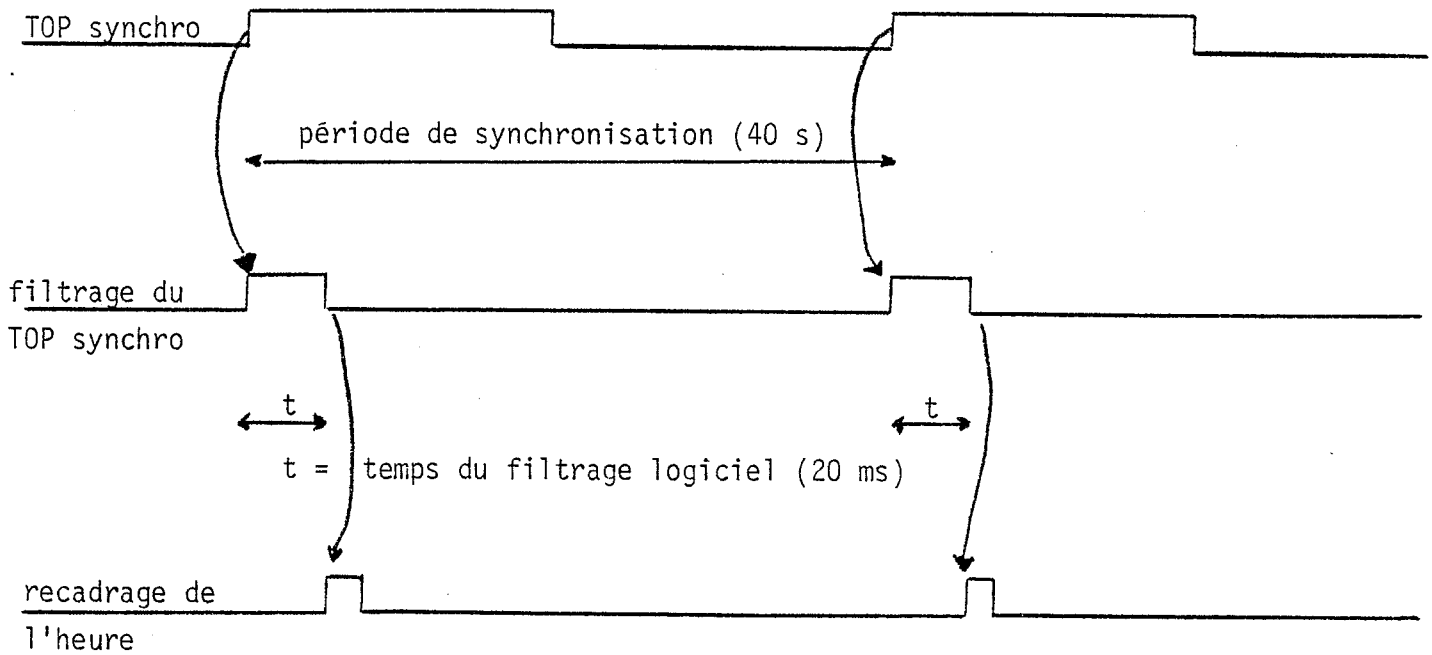 TOP synchro
période de synchronisation (40 s)
filtrage du
TOP synchro
t
t
t = temps du filtrage logiciel (20 ms)
recadrage de
l'heure